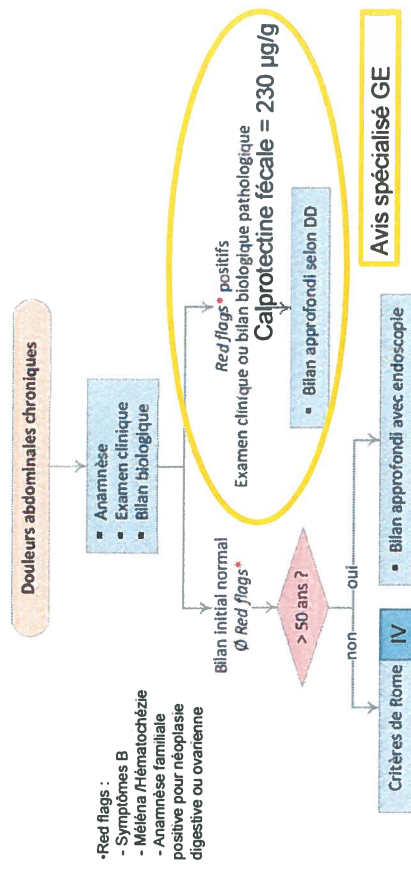 Douleurs abdominales chroniques
▪ Anamnèse
▪ Examen clinique
▪ Bilan biologique
•Red flags :
- Symptômes B
- Méléna /Hématochézie
- Anamnèse familiale
positive pour néoplasie
digestive ou ovarienne
Bilan initial normal
Ø Red flags*
> 50 ans ?
non
oui
Critères de Rome IV
▪ Bilan approfondi avec endoscopie
Red flags* positifs
Examen clinique ou bilan biologique pathologique
Calprotectine fécale = 230 µg/g
▪ Bilan approfondi selon DD
Avis spécialisé GE